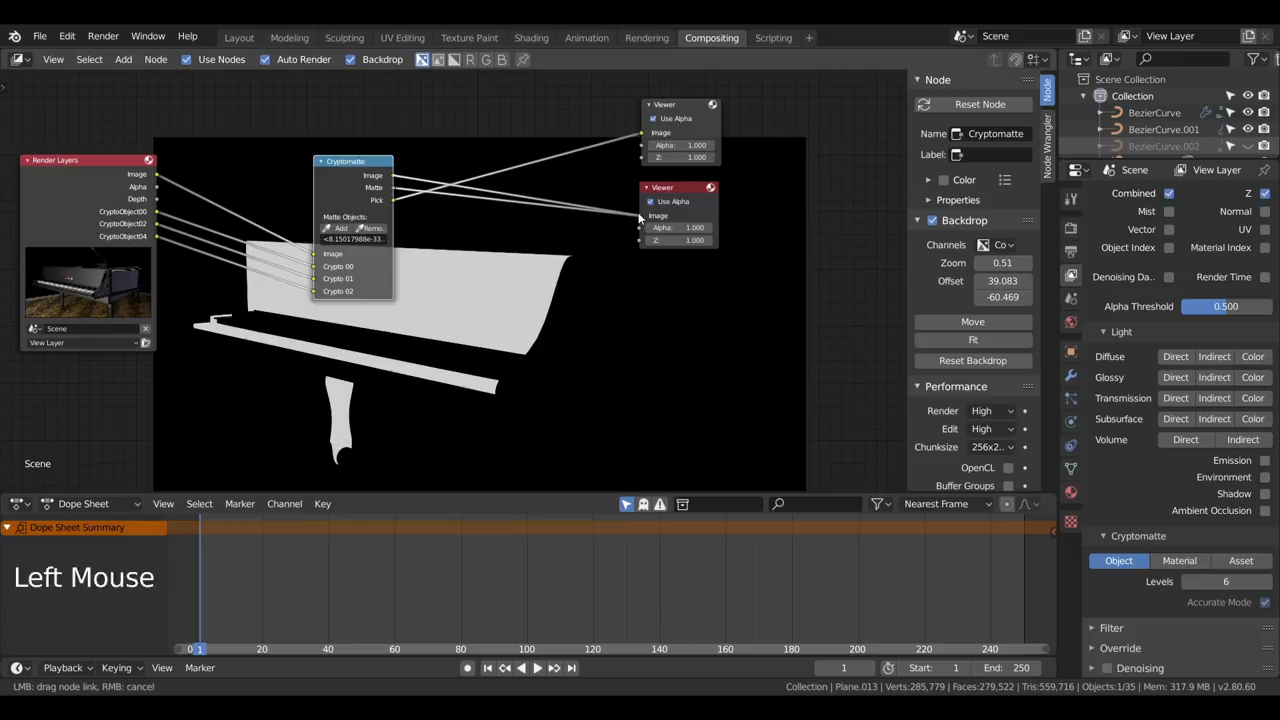 File Edit Render Window Help Layout Modeling Sculpting UV Editing Texture Paint Shading Animation Rendering Compositing Scripting + Scene View Layer
View Select Add Node Use Nodes Auto Render Backdrop R G B
Scene Collection
Collection
BezierCurve
BezierCurve.001
BezierCurve.002
Node
Reset Node
Name: Cryptomatte
Label:
Color
Properties
Backdrop
Channels Co
Zoom 0.51
Offset 39.083
-60.469
Move
Fit
Reset Backdrop
Performance
Render High
Edit High
Chunksize 256x2..
OpenCL
Buffer Groups
Node
Node Wrangler
Viewer
Use Alpha
Image
Alpha: 1.000
Z: 1.000
Viewer
Use Alpha
Image
Alpha: 1.000
Z: 1.000
Render Layers
Image
Alpha
Depth
CryptoObject00
CryptoObject02
CryptoObject04
Scene
View Layer
Cryptomatte
Image
Matte
Pick
Matte Objects:
Add Remo..
<8.15017988e-33..
Image
Crypto 00
Crypto 01
Crypto 02
Scene
Scene View Layer
Combined Z
Mist Normal
Vector UV
Object Index Material Index
Denoising Da.. Render Time
Alpha Threshold 0.500
Light
Diffuse Direct Indirect Color
Glossy Direct Indirect Color
Transmission Direct Indirect Color
Subsurface Direct Indirect Color
Volume Direct Indirect
Emission
Environment
Shadow
Ambient Occlusion
Cryptomatte
Object Material Asset
Levels 6
Accurate Mode
Filter
Override
Denoising
Dope Sheet View Select Marker Channel Key Nearest Frame
Dope Sheet Summary
Left Mouse
0 1 20 40 60 80 100 120 140 160 180 200 220 240
Playback Keying View Marker 1 Start: 1 End: 250
LMB: drag node link, RMB: cancel
Collection | Plane.013 | Verts:285,779 | Faces:279,522 | Tris:559,716 | Objects:1/35 | Mem: 317.9 MB | v2.80.60